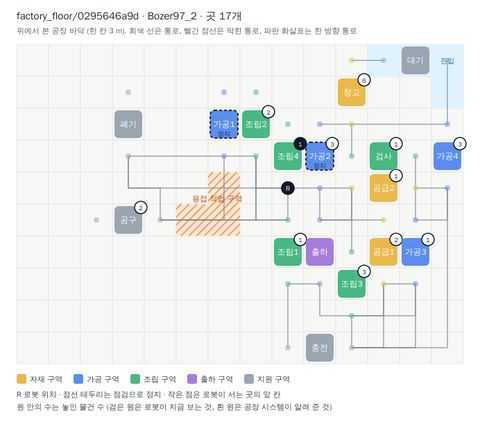 factory_floor/0295646a9d · Bozer97_2 · 곳 17개
위에서 본 공장 바닥 (한 칸 3 m). 회색 선은 통로, 빨간 점선은 막힌 통로, 파란 화살표는 한 방향 통로
대기
진입
창고 6
폐기
가공1
정지
조립2 2
조립4 1
가공2 3
정지
검사 1
가공4 3
공급2 1
R
용접 작업 구역
공구 2
조립1 1
출하
공급1 2
가공3 1
조립3 3
충전
자재 구역
가공 구역
조립 구역
출하 구역
지원 구역
R 로봇 위치 · 점선 테두리는 점검으로 정지 · 작은 점은 로봇이 서는 곳의 앞 칸
원 안의 수는 놓인 물건 수 (검은 원은 로봇이 지금 보는 것, 흰 원은 공장 시스템이 알려 준 것)